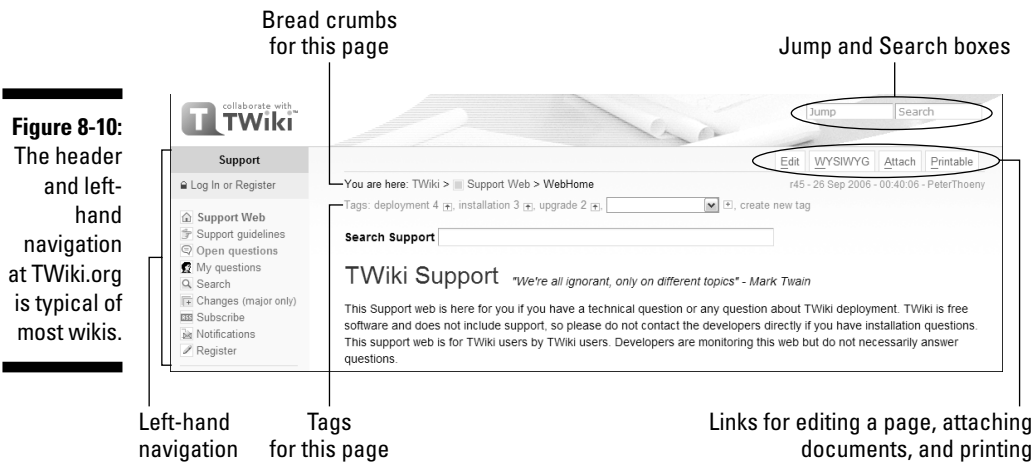 Bread crumbs
for this page
Jump and Search boxes
Figure 8-10:
The header
and left-
hand
navigation
at TWiki.org
is typical of
most wikis.
collaborate with
TWiki™
Jump
Search
Support
Edit WYSIWYG Attach Printable
Log In or Register
You are here: TWiki > Support Web > WebHome
r45 - 26 Sep 2006 - 00:40:06 - PeterThoeny
Tags: deployment 4 +, installation 3 +, upgrade 2 +, +, create new tag
Support Web
Support guidelines
Open questions
My questions
Search
Changes (major only)
Subscribe
Notifications
Register
Search Support
TWiki Support "We're all ignorant, only on different topics" - Mark Twain
This Support web is here for you if you have a technical question or any question about TWiki deployment. TWiki is free
software and does not include support, so please do not contact the developers directly if you have installation questions.
This support web is for TWiki users by TWiki users. Developers are monitoring this web but do not necessarily answer
questions.
Left-hand
navigation
Tags
for this page
Links for editing a page, attaching
documents, and printing